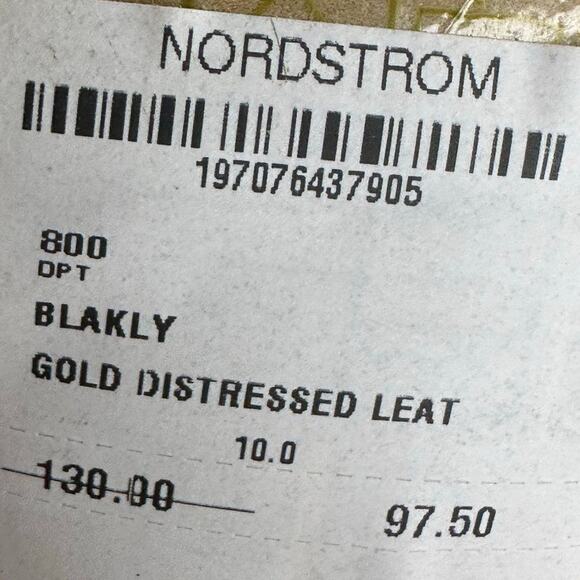 NORDSTROM
197076437905
800
DPT
BLAKLY
GOLD DISTRESSED LEAT
10.0
130.00 97.50